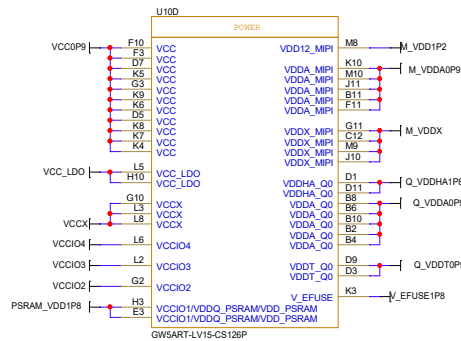 U10D
POWER
VCC0P9 F10 VCC VDD12_MIPI M8 M_VDD1P2
F3 VCC
D7 VCC VDDA_MIPI K10 M_VDDA0P9
K5 VCC VDDA_MIPI M10
G3 VCC VDDA_MIPI J11
K9 VCC VDDA_MIPI B11
K6 VCC VDDA_MIPI F11
D5 VCC
K8 VCC VDDX_MIPI G11 M_VDDX
K7 VCC VDDX_MIPI C12
K4 VCC VDDX_MIPI M9
VDDX_MIPI J10
VCC_LDO L5 VCC_LDO
H10 VCC_LDO VDDHA_Q0 D1 Q_VDDHA1P8
VDDHA_Q0 D11
G10 VCCX VDDA_Q0 B8 Q_VDDA0P9
L3 VCCX VDDA_Q0 B6
VCCX L8 VCCX VDDA_Q0 B10
VDDA_Q0 B2
VCCIO4 L6 VCCIO4 VDDA_Q0 B4
VCCIO3 L2 VCCIO3 VDDT_Q0 D9 Q_VDDT0P9
VDDT_Q0 D3
VCCIO2 G2 VCCIO2
V_EFUSE K3 V_EFUSE1P8
PSRAM_VDD1P8 H3 VCCIO1/VDDQ_PSRAM/VDD_PSRAM
E3 VCCIO1/VDDQ_PSRAM/VDD_PSRAM
GW5ART-LV15-CS126P